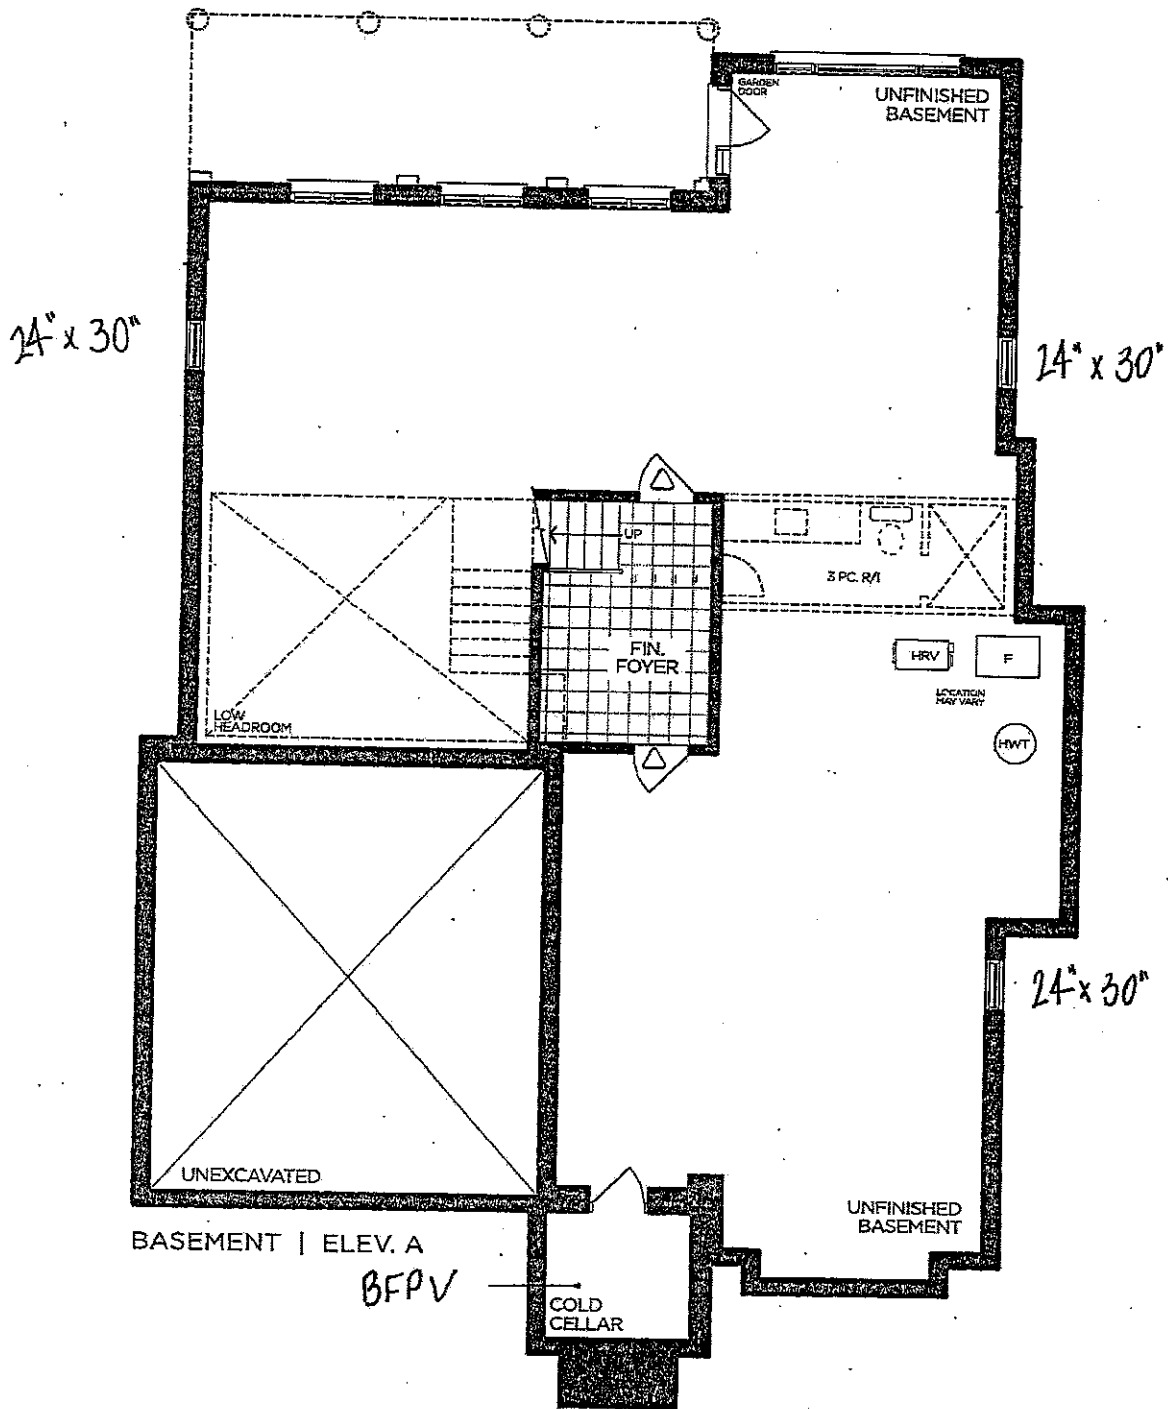 GARDEN
DOOR
UNFINISHED
BASEMENT
24" x 30"
24" x 30"
UP
3 PC. R/I
FIN.
FOYER
HRV
F
LOCATION
MAY VARY
LOW
HEADROOM
HWT
24" x 30"
UNEXCAVATED
UNFINISHED
BASEMENT
BASEMENT | ELEV. A
BFPV
COLD
CELLAR